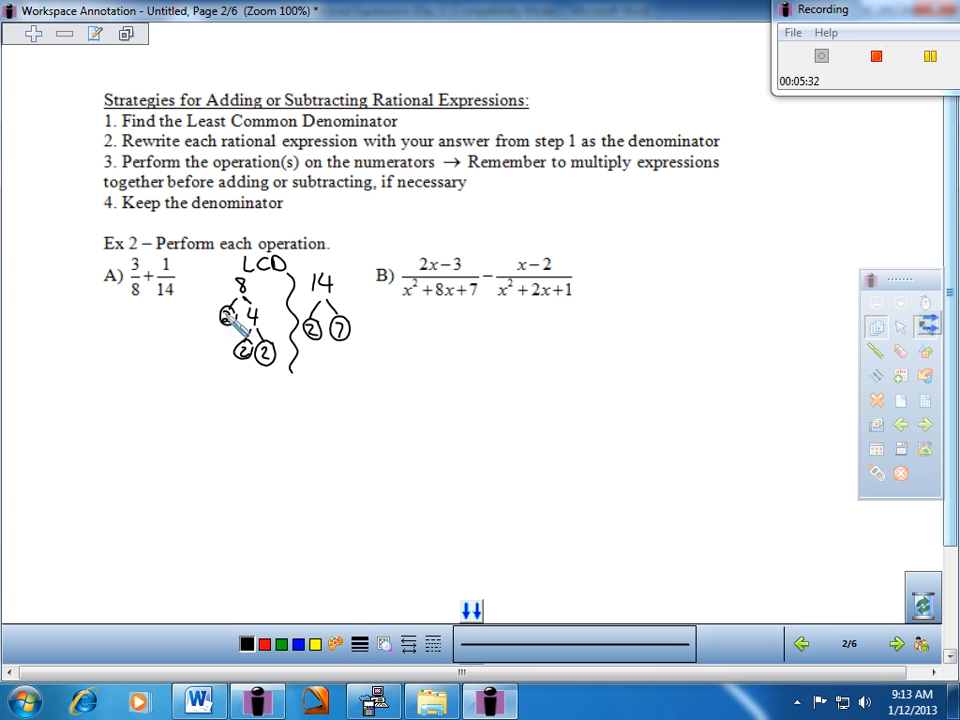 Workspace Annotation - Untitled, Page 2/6 (Zoom 100%) *
Recording
File Help
00:05:32
Strategies for Adding or Subtracting Rational Expressions:
1. Find the Least Common Denominator
2. Rewrite each rational expression with your answer from step 1 as the denominator
3. Perform the operation(s) on the numerators → Remember to multiply expressions
together before adding or subtracting, if necessary
4. Keep the denominator
Ex 2 – Perform each operation.
A) 3/8 + 1/14
LCD
8
2 4
2 2
14
2 7
B) (2x−3)/(x²+8x+7) − (x−2)/(x²+2x+1)
2/6
9:13 AM
1/12/2013